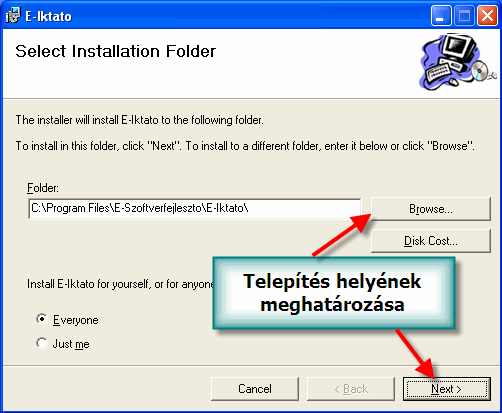 E-Iktato
Select Installation Folder
The installer will install E-Iktato to the following folder.
To install in this folder, click "Next". To install to a different folder, enter it below or click "Browse".
Folder:
C:\Program Files\E-Szoftverfejleszto\E-Iktato\
Browse...
Disk Cost...
Install E-Iktato for yourself, or for anyone
Telepítés helyének
meghatározása
Everyone
Just me
Cancel
< Back
Next >